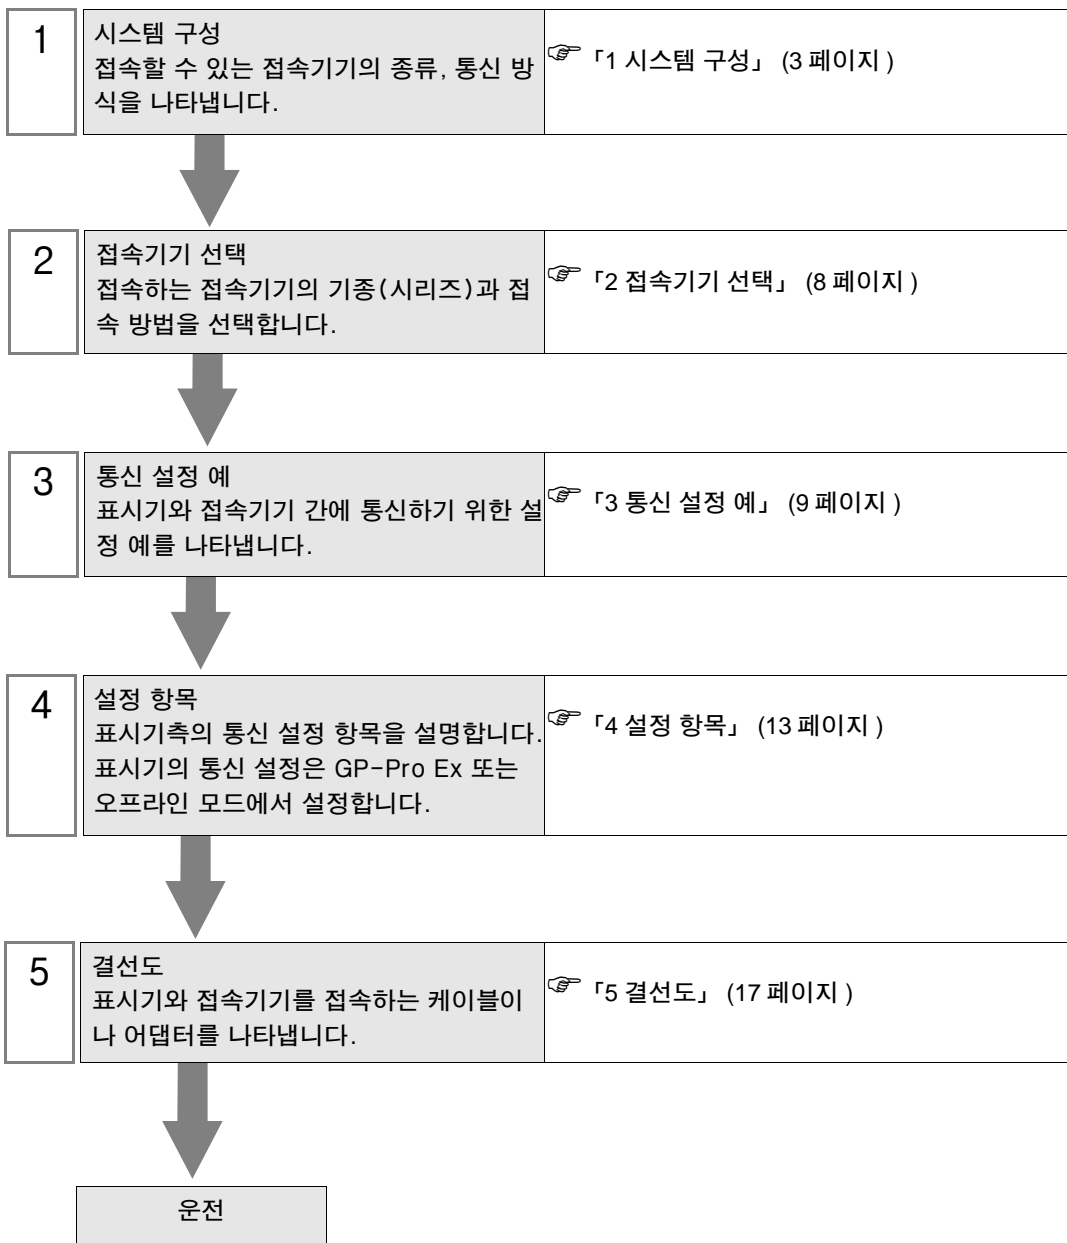 1
시스템 구성
접속할 수 있는 접속기기의 종류, 통신 방
식을 나타냅니다.
☞ 「1 시스템 구성」 (3 페이지 )
2
접속기기 선택
접속하는 접속기기의 기종(시리즈)과 접
속 방법을 선택합니다.
☞ 「2 접속기기 선택」 (8 페이지 )
3
통신 설정 예
표시기와 접속기기 간에 통신하기 위한 설
정 예를 나타냅니다.
☞ 「3 통신 설정 예」 (9 페이지 )
4
설정 항목
표시기측의 통신 설정 항목을 설명합니다.
표시기의 통신 설정은 GP-Pro Ex 또는
오프라인 모드에서 설정합니다.
☞ 「4 설정 항목」 (13 페이지 )
5
결선도
표시기와 접속기기를 접속하는 케이블이
나 어댑터를 나타냅니다.
☞ 「5 결선도」 (17 페이지 )
운전